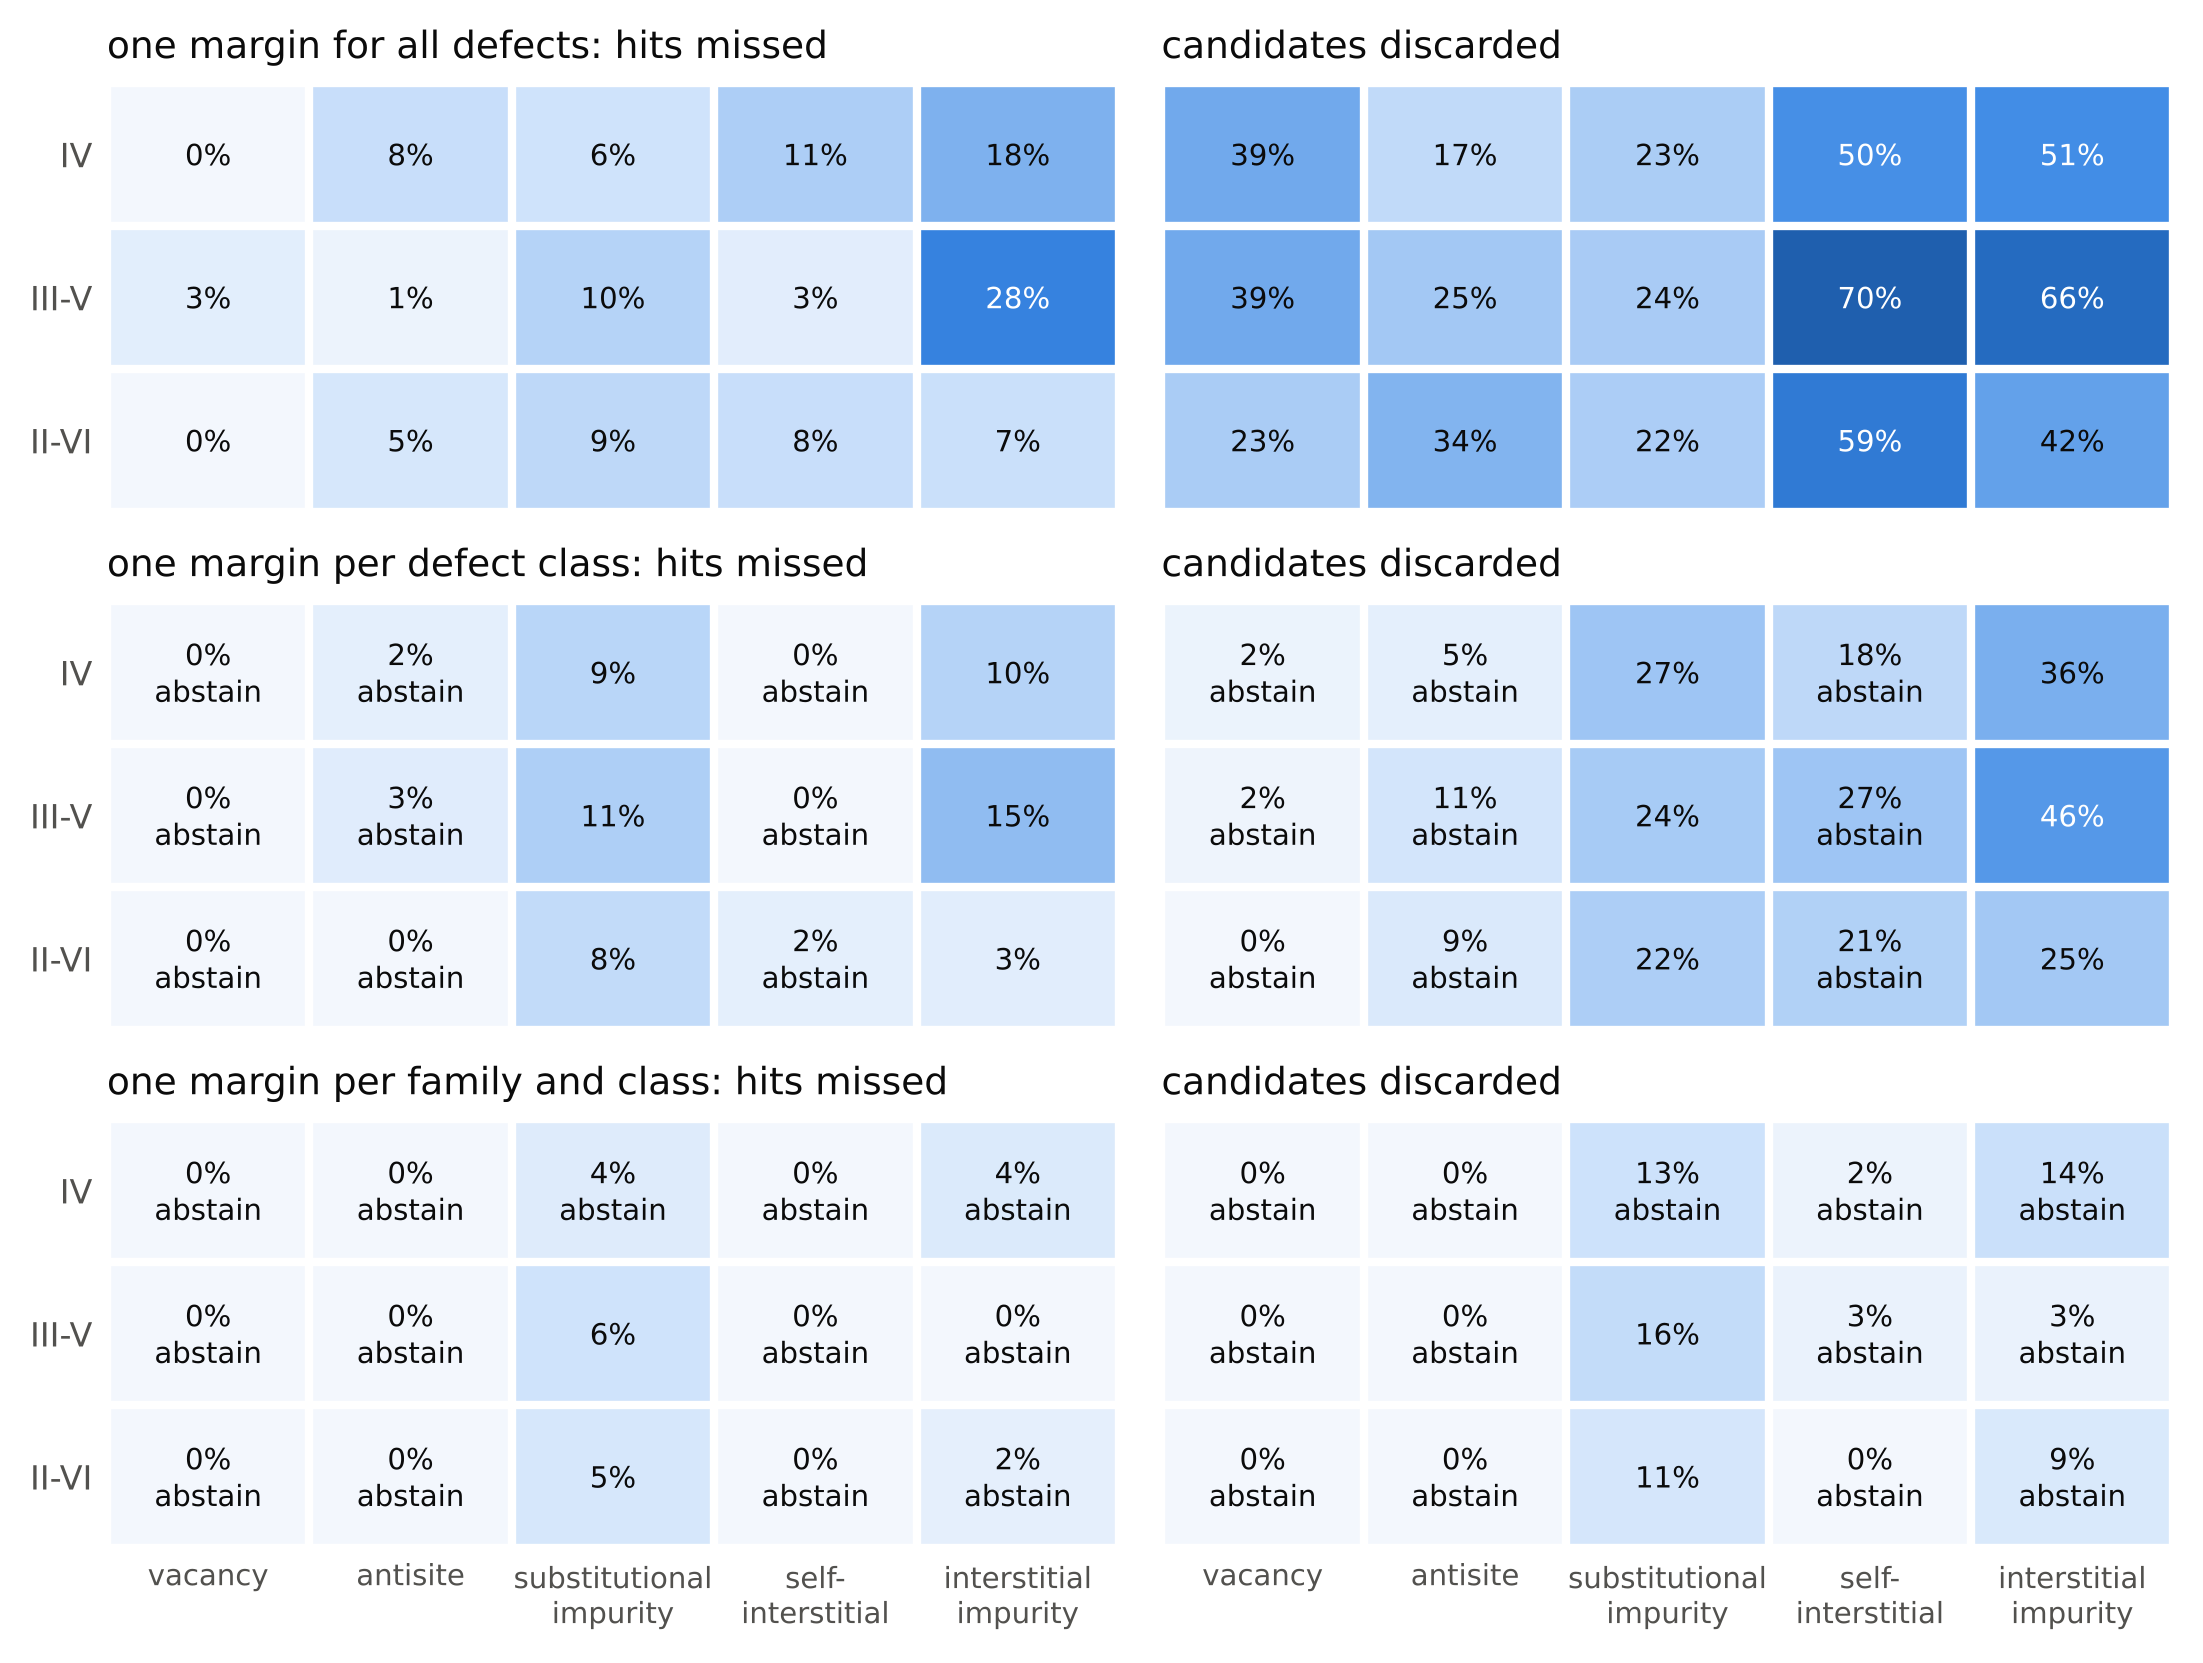 one margin for all defects: hits missed
candidates discarded
IV
0%
8%
6%
11%
18%
39%
17%
23%
50%
51%
III-V
3%
1%
10%
3%
28%
39%
25%
24%
70%
66%
II-VI
0%
5%
9%
8%
7%
23%
34%
22%
59%
42%
one margin per defect class: hits missed
candidates discarded
IV
0%
abstain
2%
abstain
9%
0%
abstain
10%
2%
abstain
5%
abstain
27%
18%
abstain
36%
III-V
0%
abstain
3%
abstain
11%
0%
abstain
15%
2%
abstain
11%
abstain
24%
27%
abstain
46%
II-VI
0%
abstain
0%
abstain
8%
2%
abstain
3%
0%
abstain
9%
abstain
22%
21%
abstain
25%
one margin per family and class: hits missed
candidates discarded
IV
0%
abstain
0%
abstain
4%
abstain
0%
abstain
4%
abstain
0%
abstain
0%
abstain
13%
abstain
2%
abstain
14%
abstain
III-V
0%
abstain
0%
abstain
6%
0%
abstain
0%
abstain
0%
abstain
0%
abstain
16%
3%
abstain
3%
abstain
II-VI
0%
abstain
0%
abstain
5%
0%
abstain
2%
abstain
0%
abstain
0%
abstain
11%
0%
abstain
9%
abstain
vacancy
antisite
substitutional
impurity
self-
interstitial
interstitial
impurity
vacancy
antisite
substitutional
impurity
self-
interstitial
interstitial
impurity